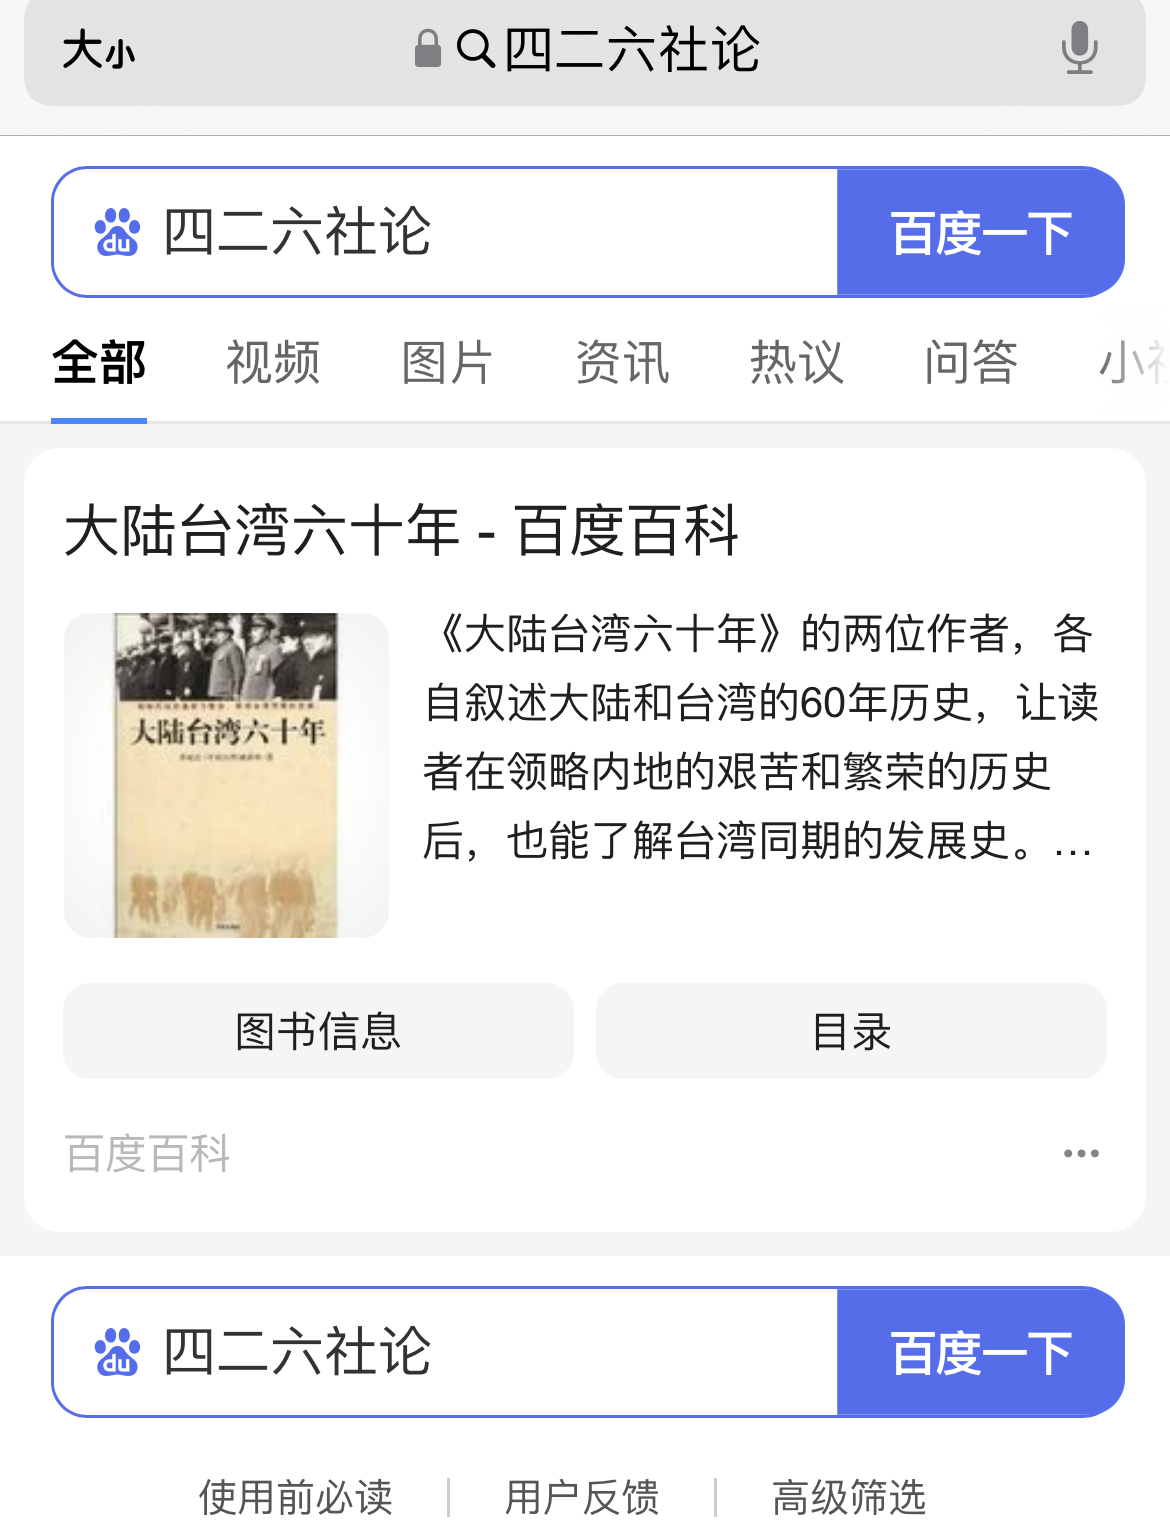 大小 四二六社论
du 四二六社论 百度一下
全部 视频 图片 资讯 热议 问答 小视
大陆台湾六十年 - 百度百科
《大陆台湾六十年》的两位作者，各
自叙述大陆和台湾的60年历史，让读
者在领略内地的艰苦和繁荣的历史
后，也能了解台湾同期的发展史。...
大陆台湾六十年
图书信息 目录
百度百科
du 四二六社论 百度一下
使用前必读 用户反馈 高级筛选